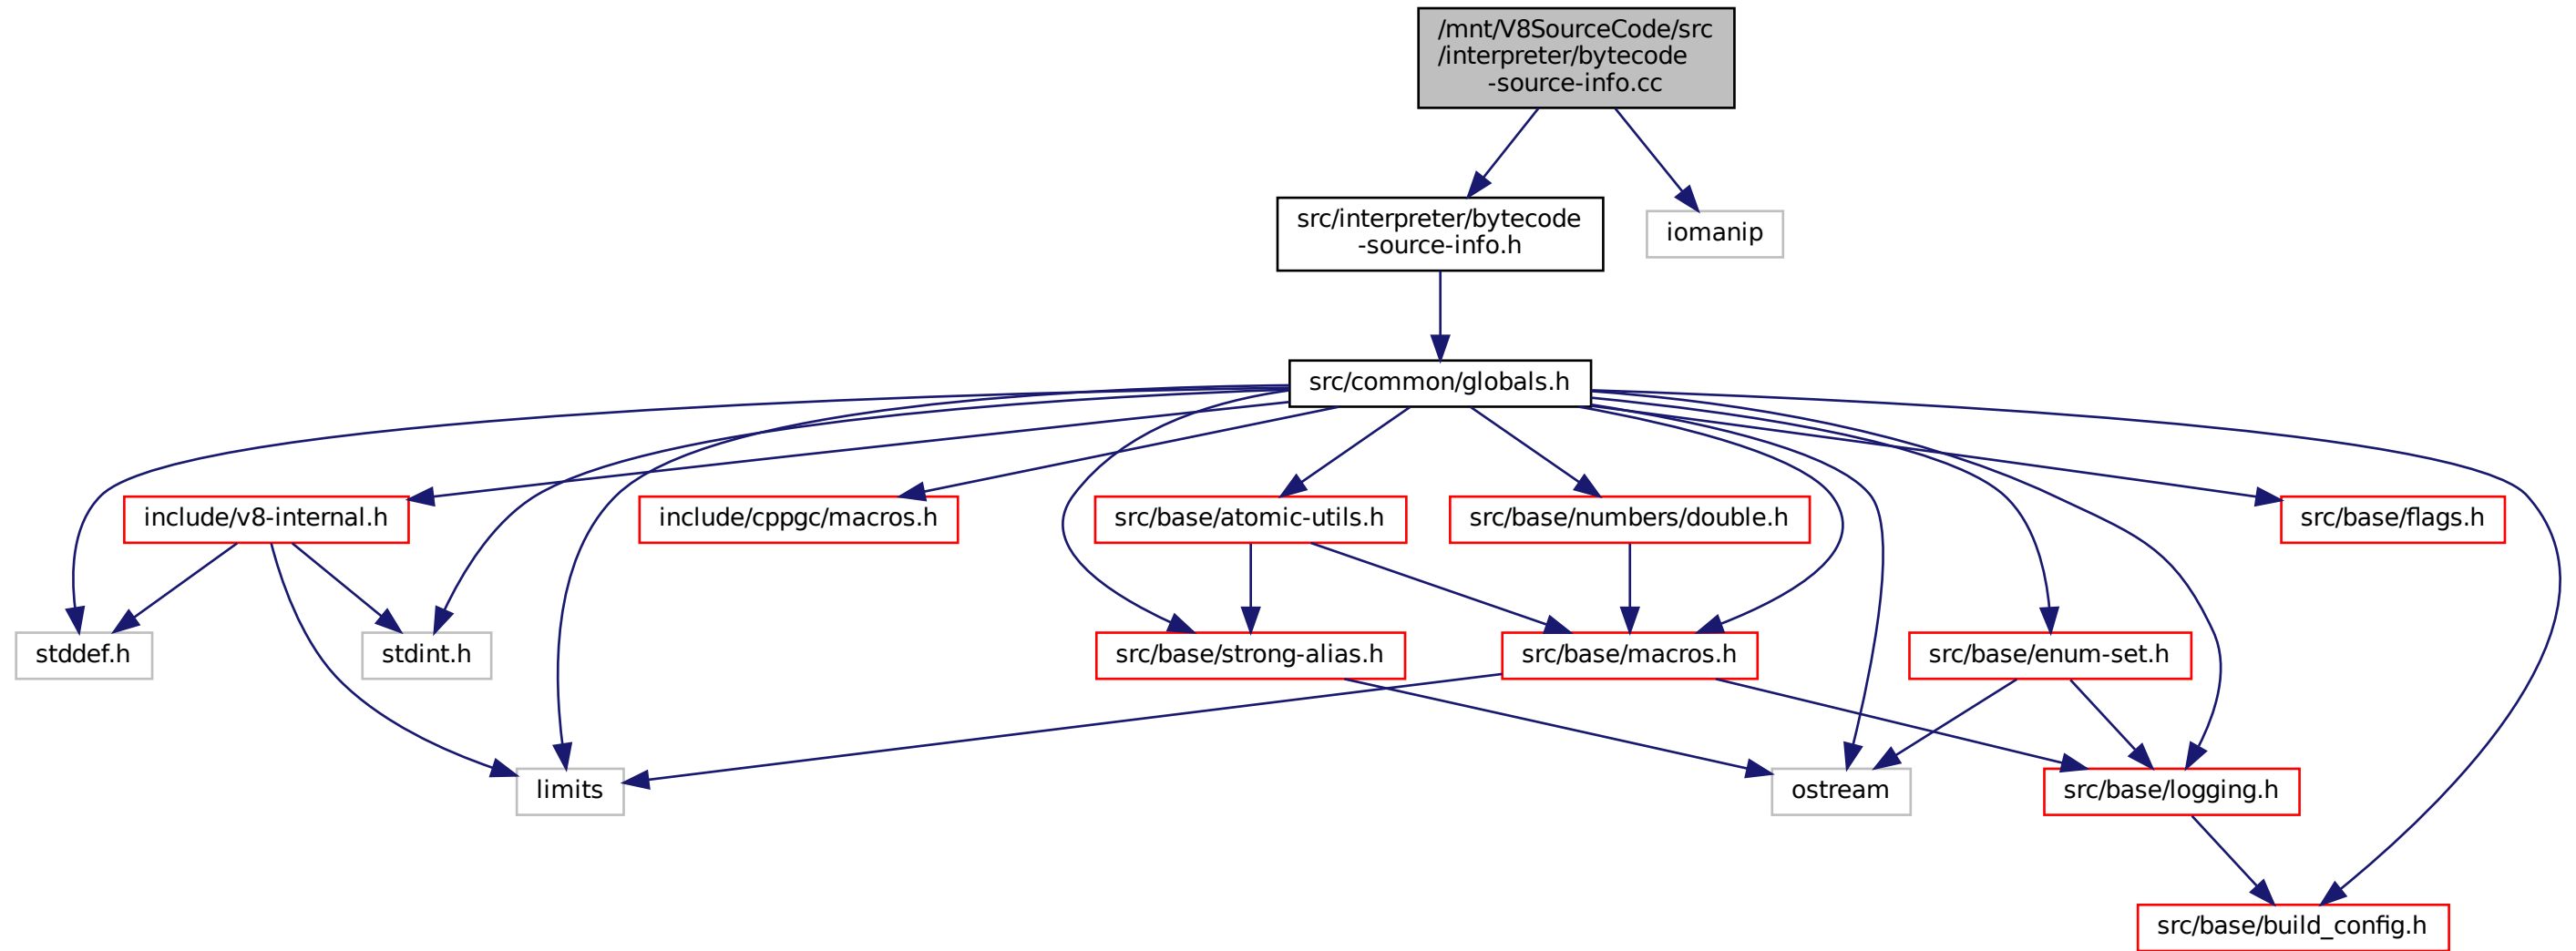 /mnt/V8SourceCode/src
/interpreter/bytecode
-source-info.cc
src/interpreter/bytecode
-source-info.h
iomanip
src/common/globals.h
include/v8-internal.h
include/cppgc/macros.h
src/base/atomic-utils.h
src/base/numbers/double.h
src/base/flags.h
stddef.h
stdint.h
src/base/strong-alias.h
src/base/macros.h
src/base/enum-set.h
limits
ostream
src/base/logging.h
src/base/build_config.h